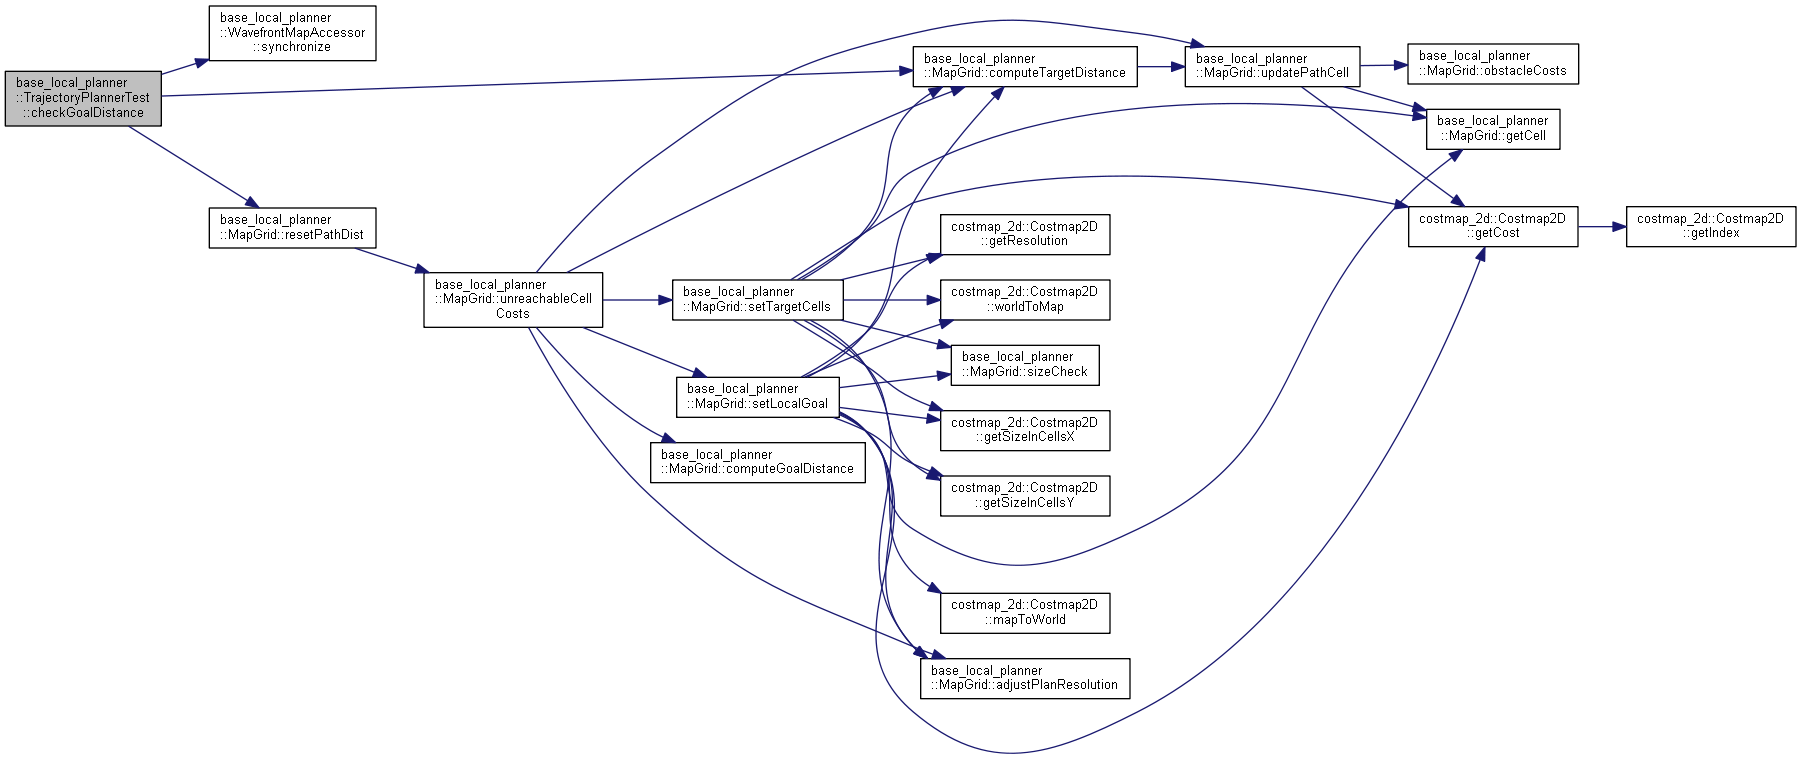 base_local_planner
::TrajectoryPlannerTest
::checkGoalDistance
base_local_planner
::WavefrontMapAccessor
::synchronize
base_local_planner
::MapGrid::resetPathDist
base_local_planner
::MapGrid::unreachableCell
Costs
base_local_planner
::MapGrid::setTargetCells
base_local_planner
::MapGrid::setLocalGoal
base_local_planner
::MapGrid::computeGoalDistance
base_local_planner
::MapGrid::computeTargetDistance
costmap_2d::Costmap2D
::getResolution
costmap_2d::Costmap2D
::worldToMap
base_local_planner
::MapGrid::sizeCheck
costmap_2d::Costmap2D
::getSizeInCellsX
costmap_2d::Costmap2D
::getSizeInCellsY
costmap_2d::Costmap2D
::mapToWorld
base_local_planner
::MapGrid::adjustPlanResolution
base_local_planner
::MapGrid::updatePathCell
base_local_planner
::MapGrid::obstacleCosts
base_local_planner
::MapGrid::getCell
costmap_2d::Costmap2D
::getCost
costmap_2d::Costmap2D
::getIndex